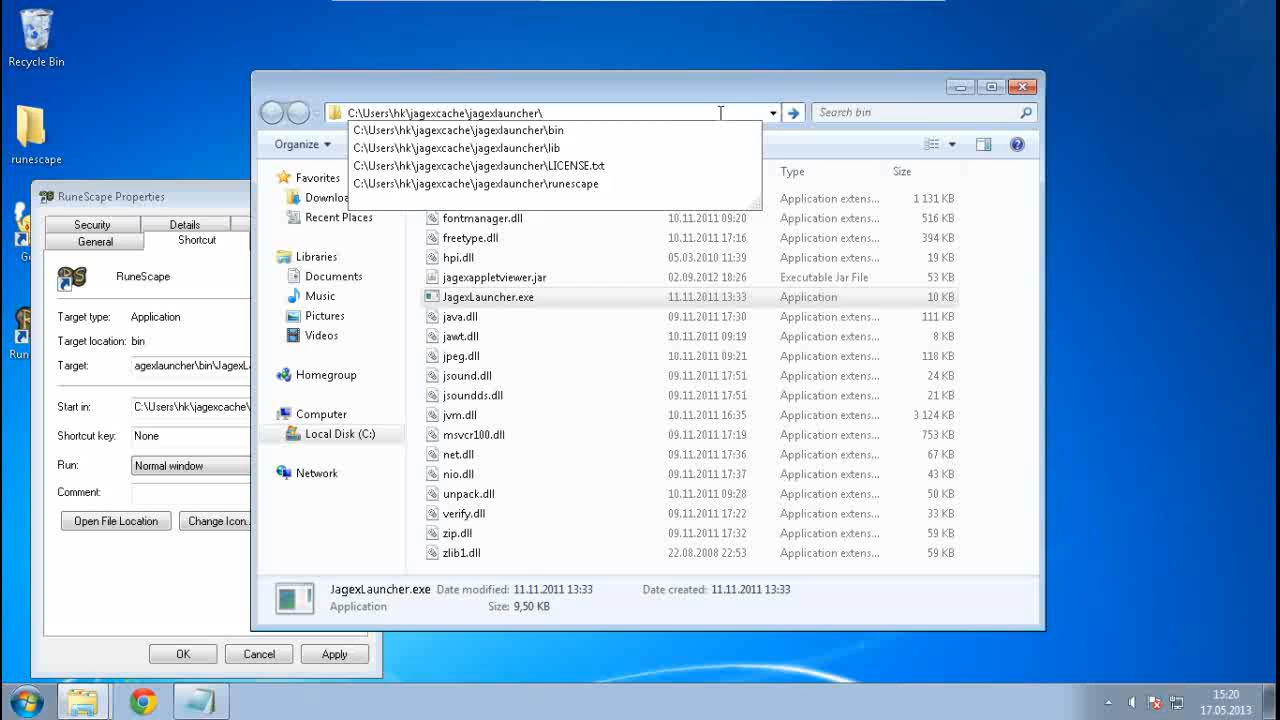 Recycle Bin
runescape
C:\Users\hk\jagexcache\jagexlauncher\
Search bin
C:\Users\hk\jagexcache\jagexlauncher\bin
C:\Users\hk\jagexcache\jagexlauncher\lib
C:\Users\hk\jagexcache\jagexlauncher\LICENSE.txt
C:\Users\hk\jagexcache\jagexlauncher\runescape
Organize
Favorites
Recent Places
Libraries
Documents
Music
Pictures
Videos
Homegroup
Computer
Local Disk (C:)
Network
Type Size
Application extens... 1 131 KB
fontmanager.dll 10.11.2011 09:20 Application extens... 516 KB
freetype.dll 10.11.2011 17:16 Application extens... 394 KB
hpi.dll 05.03.2010 11:39 Application extens... 19 KB
jagexappletviewer.jar 02.09.2012 18:26 Executable Jar File 53 KB
JagexLauncher.exe 11.11.2011 13:33 Application 10 KB
java.dll 09.11.2011 17:30 Application extens... 111 KB
jawt.dll 10.11.2011 09:19 Application extens... 8 KB
jpeg.dll 10.11.2011 09:21 Application extens... 118 KB
jsound.dll 09.11.2011 17:51 Application extens... 24 KB
jsoundds.dll 09.11.2011 17:51 Application extens... 21 KB
jvm.dll 10.11.2011 16:35 Application extens... 3 124 KB
msvcr100.dll 09.11.2011 17:19 Application extens... 753 KB
net.dll 09.11.2011 17:36 Application extens... 67 KB
nio.dll 09.11.2011 17:37 Application extens... 43 KB
unpack.dll 10.11.2011 09:28 Application extens... 50 KB
verify.dll 09.11.2011 17:22 Application extens... 33 KB
zip.dll 09.11.2011 17:32 Application extens... 59 KB
zlib1.dll 22.08.2008 22:53 Application extens... 59 KB
JagexLauncher.exe Date modified: 11.11.2011 13:33 Date created: 11.11.2011 13:33
Application Size: 9,50 KB
RuneScape Properties
Security Details
General Shortcut
RuneScape
Target type: Application
Target location: bin
Target: agexlauncher\bin\JagexL
Start in: C:\Users\hk\jagexcache\
Shortcut key: None
Run: Normal window
Comment:
Open File Location Change Icon...
OK Cancel Apply
15:20
17.05.2013